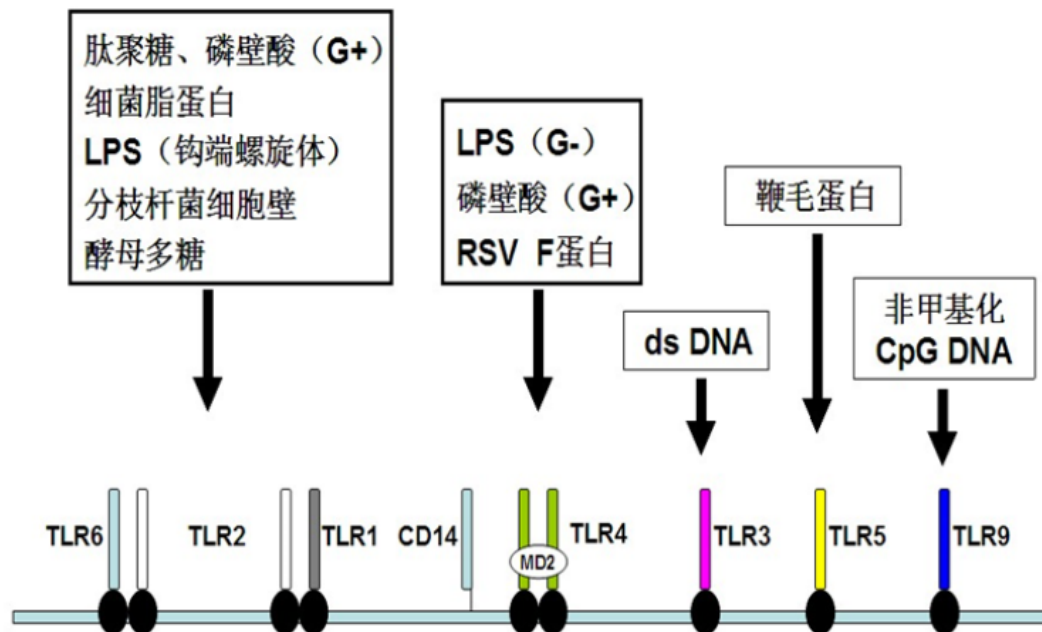 肽聚糖、磷壁酸（G+）
细菌脂蛋白
LPS（钩端螺旋体）
分枝杆菌细胞壁
酵母多糖
LPS（G-）
磷壁酸（G+）
RSV F蛋白
鞭毛蛋白
ds DNA
非甲基化
CpG DNA
TLR6
TLR2
TLR1
CD14
MD2
TLR4
TLR3
TLR5
TLR9